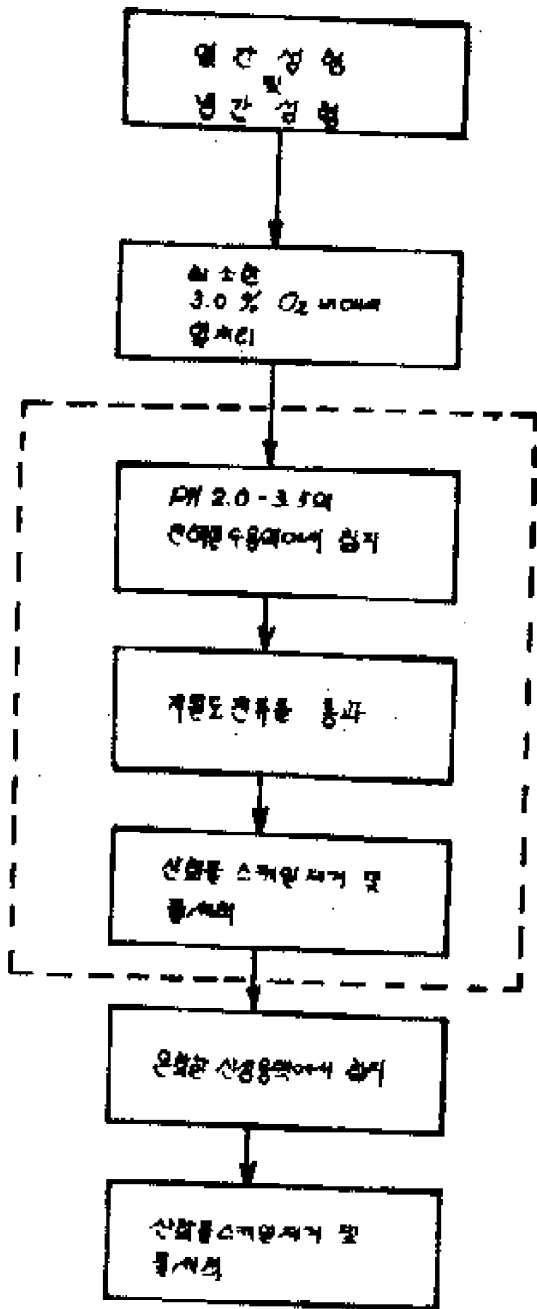 열간 성형
및
냉간 성형
최소한
3.0 % O₂ 내에서
열처리
PH 2.0 - 3.5의
전해질 수용액에서 침지
저밀도 전류를 통과
산화물 스케일 제거 및
물세척
온화한 산성용액에서 침지
산화물 스케일 제거 및
물세척